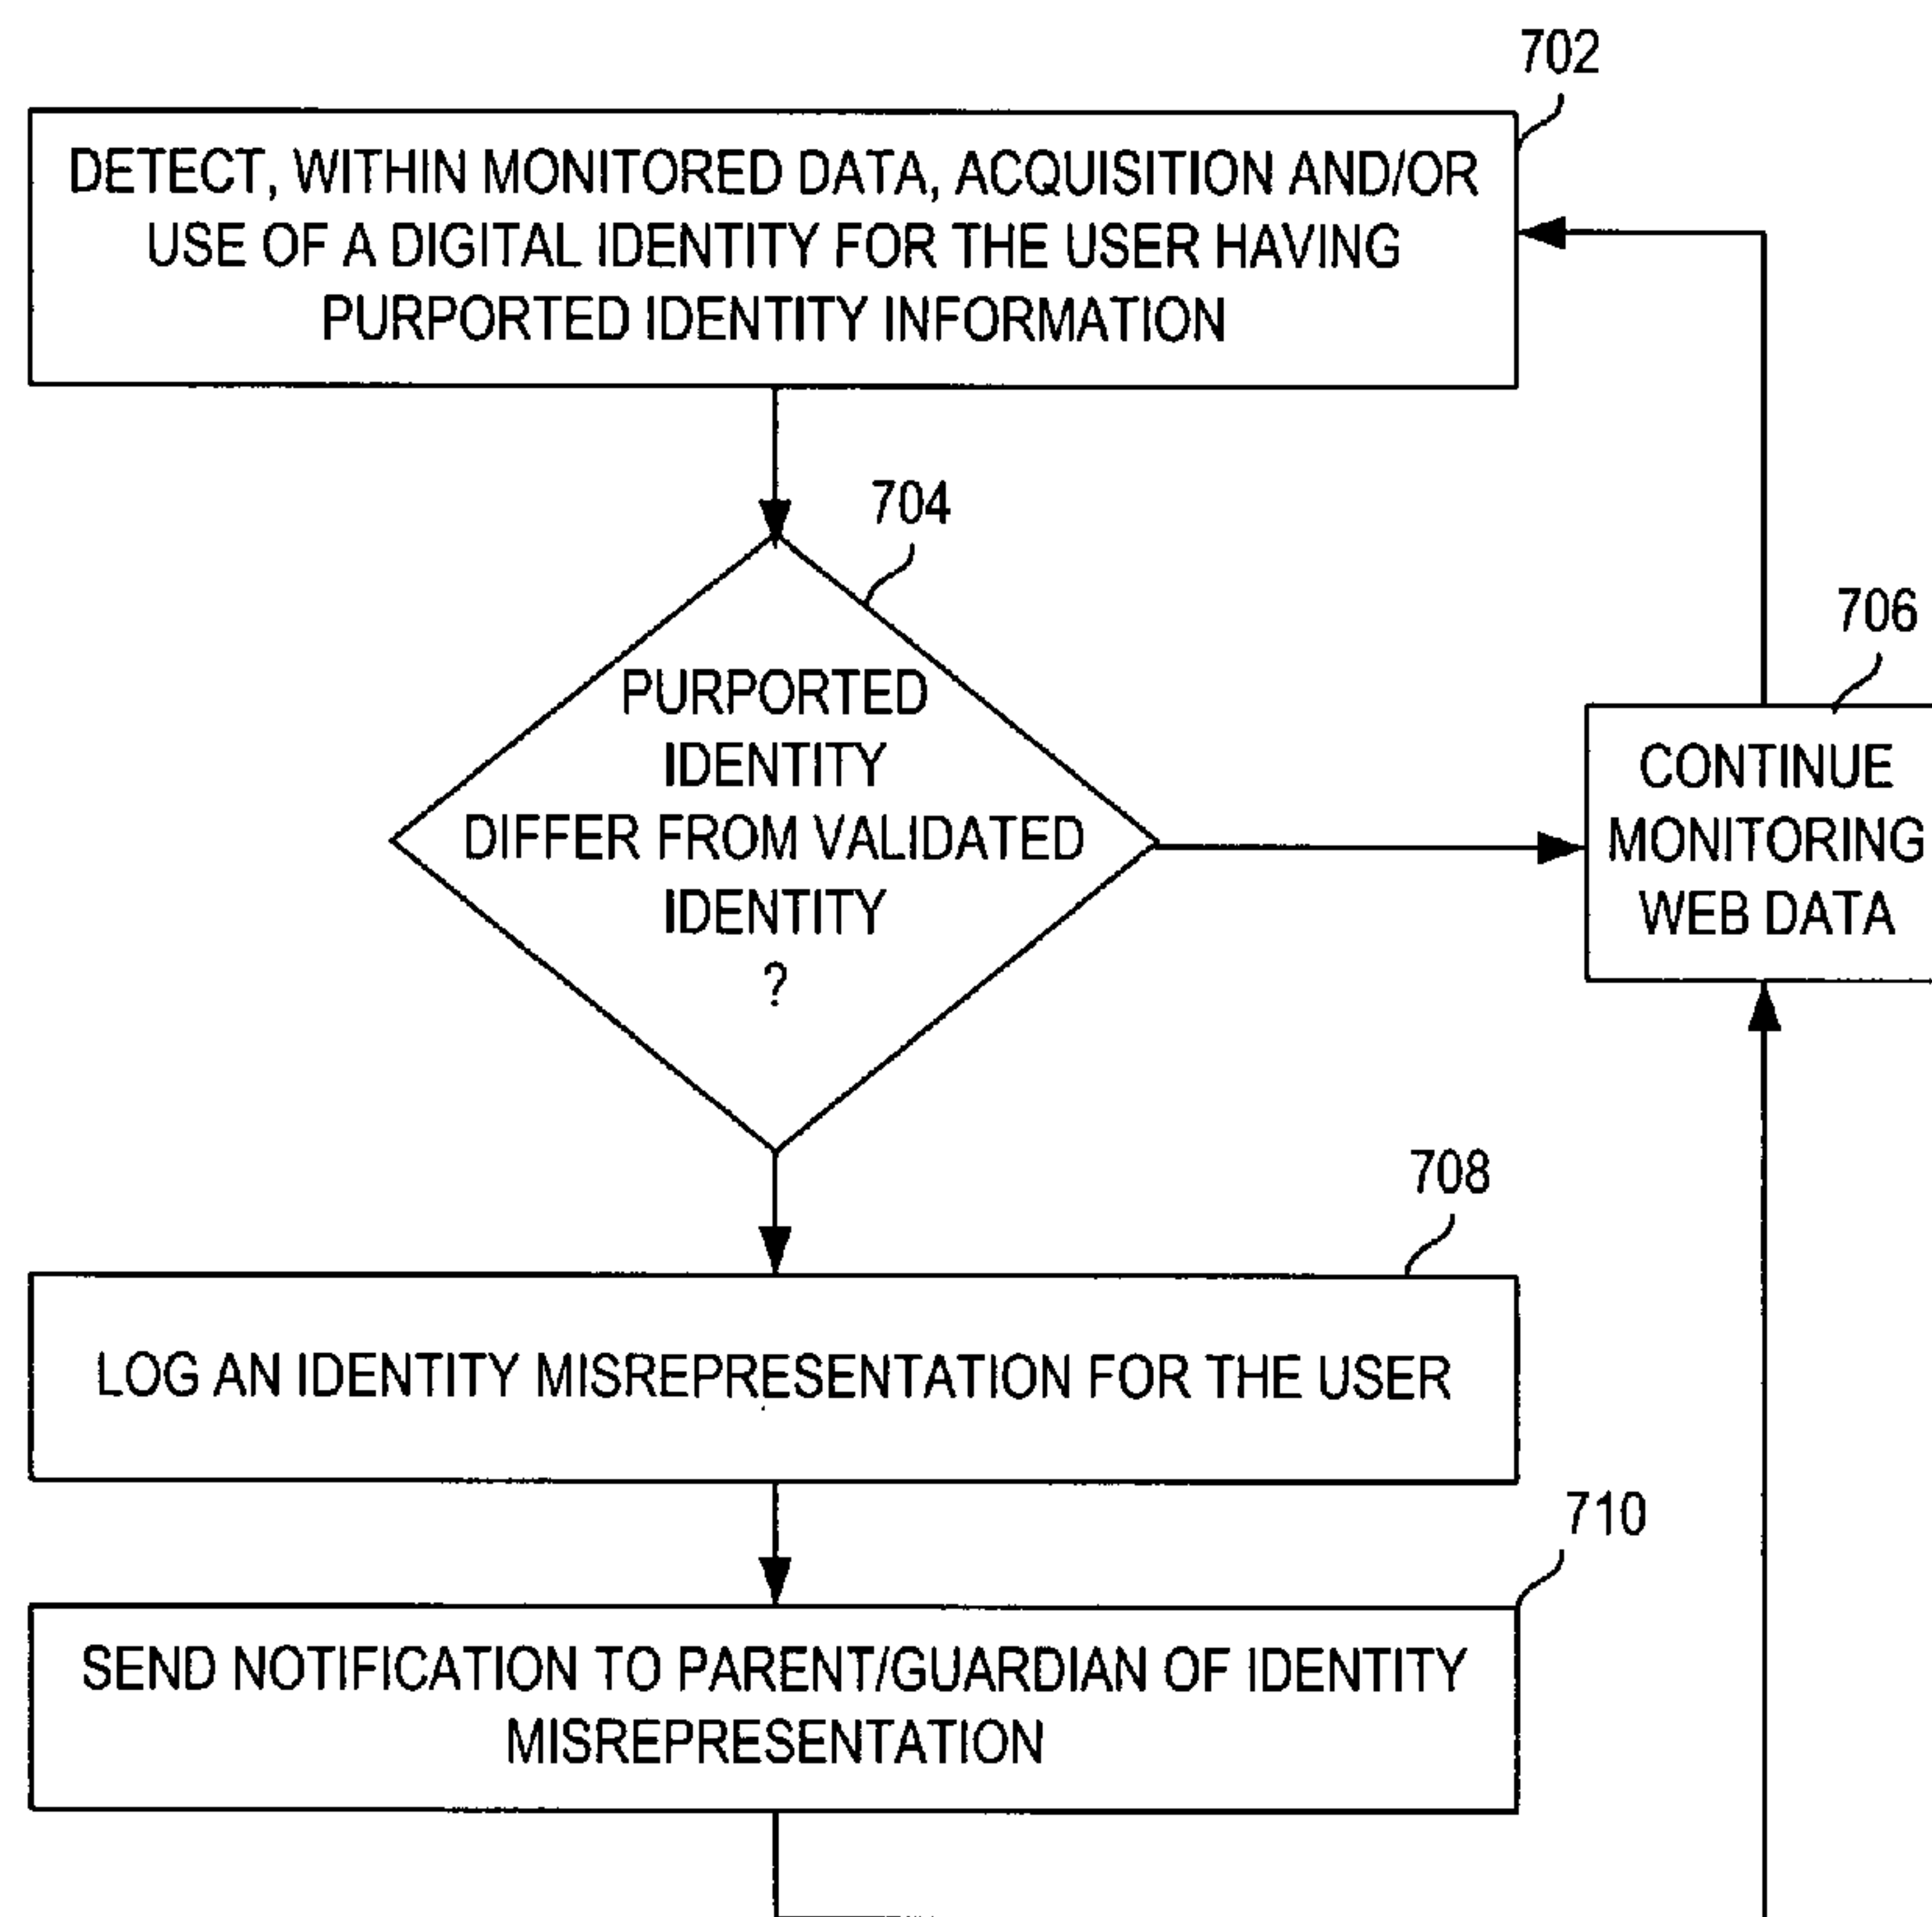 702
DETECT, WITHIN MONITORED DATA, ACQUISITION AND/OR
USE OF A DIGITAL IDENTITY FOR THE USER HAVING
PURPORTED IDENTITY INFORMATION
704
PURPORTED
IDENTITY
DIFFER FROM VALIDATED
IDENTITY
?
706
CONTINUE
MONITORING
WEB DATA
708
LOG AN IDENTITY MISREPRESENTATION FOR THE USER
710
SEND NOTIFICATION TO PARENT/GUARDIAN OF IDENTITY
MISREPRESENTATION